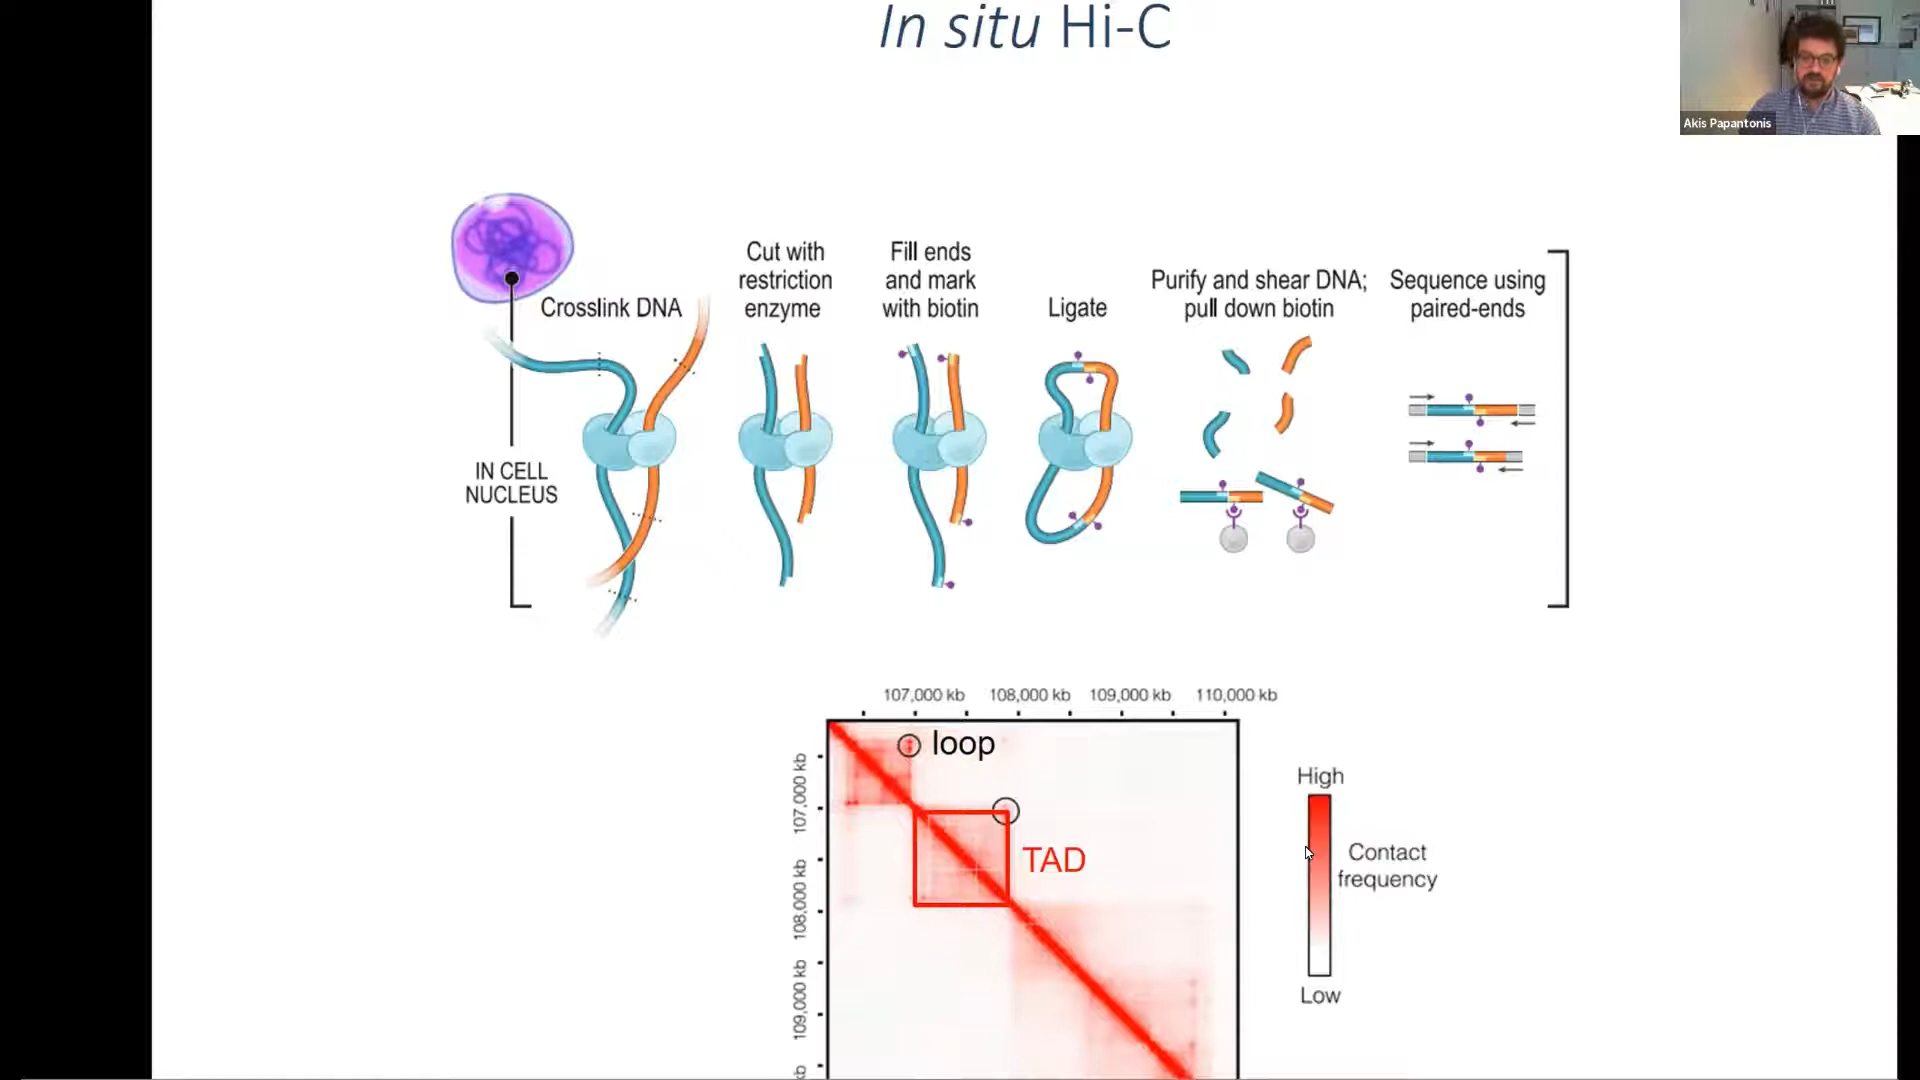 In situ Hi-C
Akis Papantonis
Crosslink DNA
Cut with
restriction
enzyme
Fill ends
and mark
with biotin
Ligate
Purify and shear DNA;
pull down biotin
Sequence using
paired-ends
IN CELL
NUCLEUS
107,000 kb
108,000 kb
109,000 kb
110,000 kb
107,000 kb
108,000 kb
109,000 kb
kb
loop
TAD
High
Contact
frequency
Low